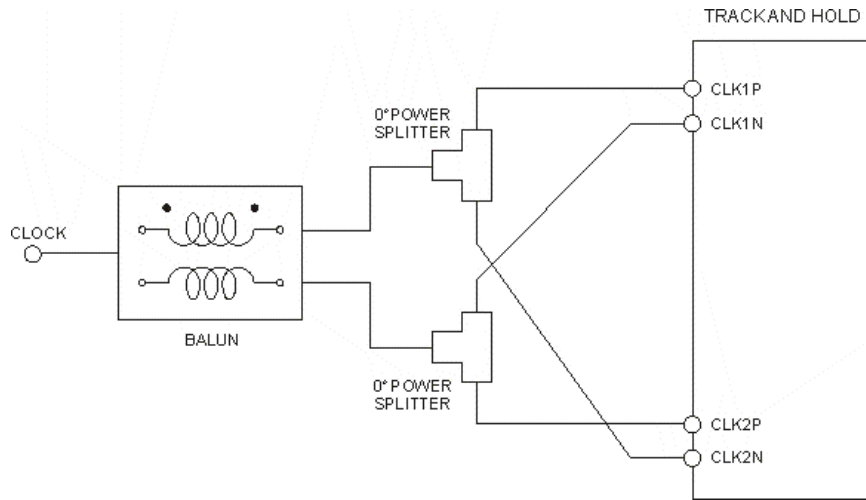 TRACKAND HOLD
CLK1P
0°POWER
SPLITTER
CLK1N
CLOCK
BALUN
0°POWER
SPLITTER
CLK2P
CLK2N